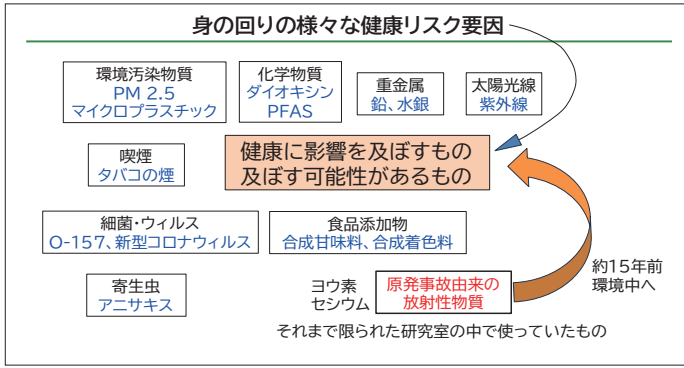 身の回りの様々な健康リスク要因
環境汚染物質
PM 2.5
マイクロプラスチック
化学物質
ダイオキシン
PFAS
重金属
鉛、水銀
太陽光線
紫外線
喫煙
タバコの煙
健康に影響を及ぼすもの
及ぼす可能性があるもの
細菌・ウィルス
O-157、新型コロナウィルス
食品添加物
合成甘味料、合成着色料
寄生虫
アニサキス
ヨウ素
セシウム
原発事故由来の
放射性物質
約15年前
環境中へ
それまで限られた研究室の中で使っていたもの